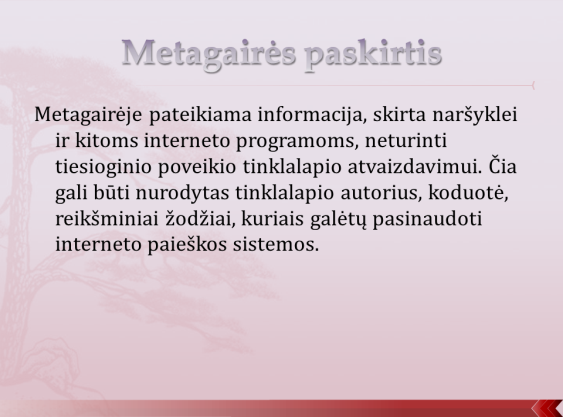 Metagairės paskirtis
Metagairėje pateikiama informacija, skirta naršyklei
ir kitoms interneto programoms, neturinti
tiesioginio poveikio tinklalapio atvaizdavimui. Čia
gali būti nurodytas tinklalapio autorius, koduotė,
reikšminiai žodžiai, kuriais galėtų pasinaudoti
interneto paieškos sistemos.